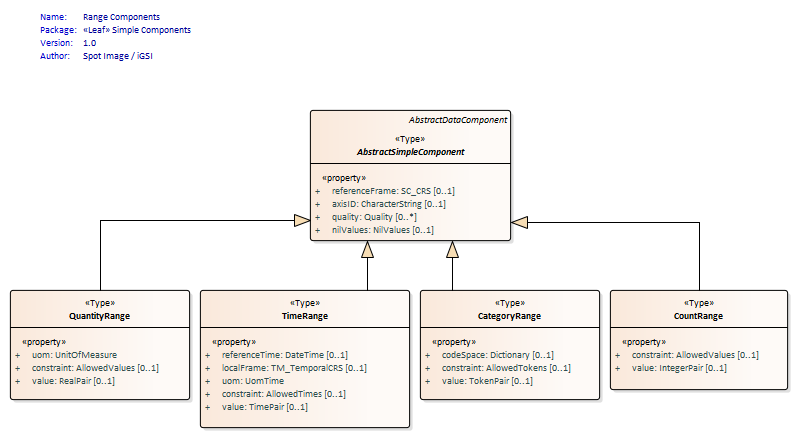 Name: Range Components
Package: «Leaf» Simple Components
Version: 1.0
Author: Spot Image / iGSI
AbstractDataComponent
«Type»
AbstractSimpleComponent
«property»
+ referenceFrame: SC_CRS [0..1]
+ axisID: CharacterString [0..1]
+ quality: Quality [0..*]
+ nilValues: NilValues [0..1]
«Type»
QuantityRange
«property»
+ uom: UnitOfMeasure
+ constraint: AllowedValues [0..1]
+ value: RealPair [0..1]
«Type»
TimeRange
«property»
+ referenceTime: DateTime [0..1]
+ localFrame: TM_TemporalCRS [0..1]
+ uom: UomTime
+ constraint: AllowedTimes [0..1]
+ value: TimePair [0..1]
«Type»
CategoryRange
«property»
+ codeSpace: Dictionary [0..1]
+ constraint: AllowedTokens [0..1]
+ value: TokenPair [0..1]
«Type»
CountRange
«property»
+ constraint: AllowedValues [0..1]
+ value: IntegerPair [0..1]